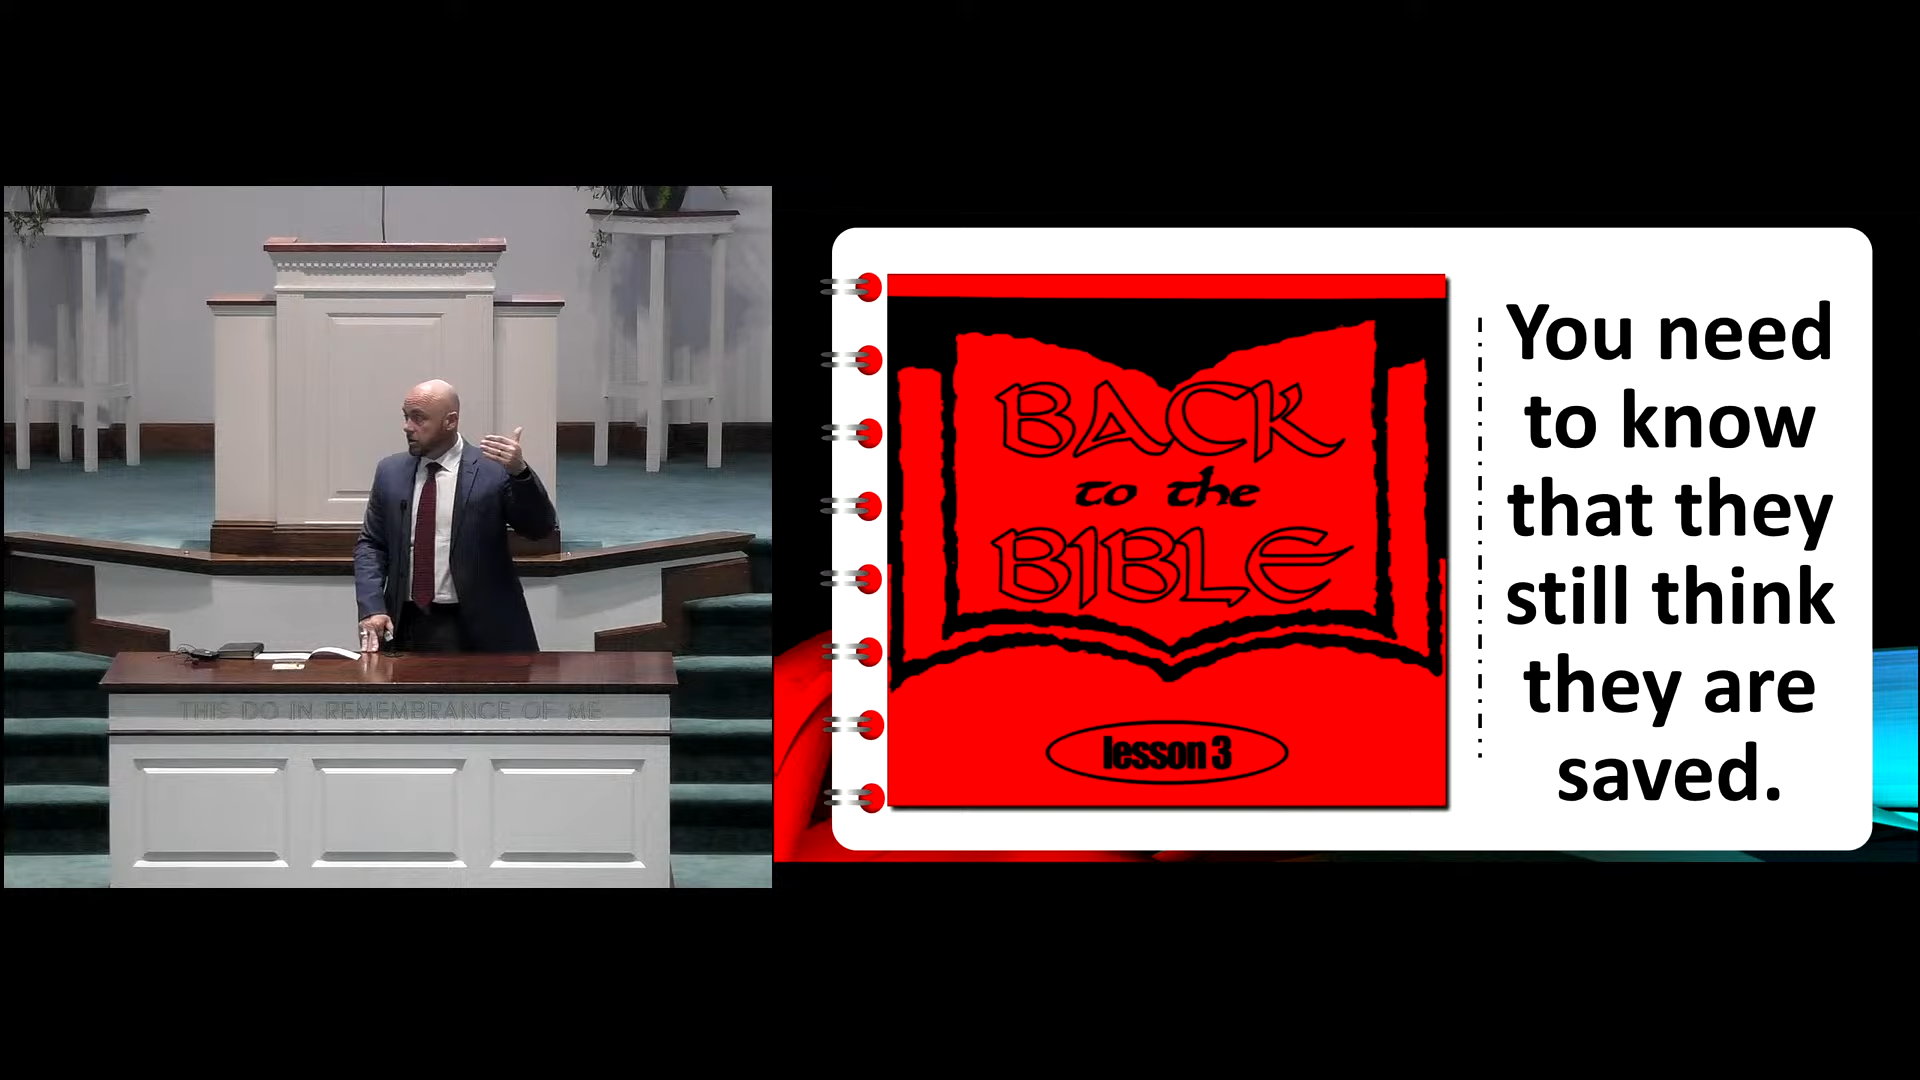 THIS DO IN REMEMBRANCE OF ME
BACK
to the
BIBLE
lesson 3
You need
to know
that they
still think
they are
saved.